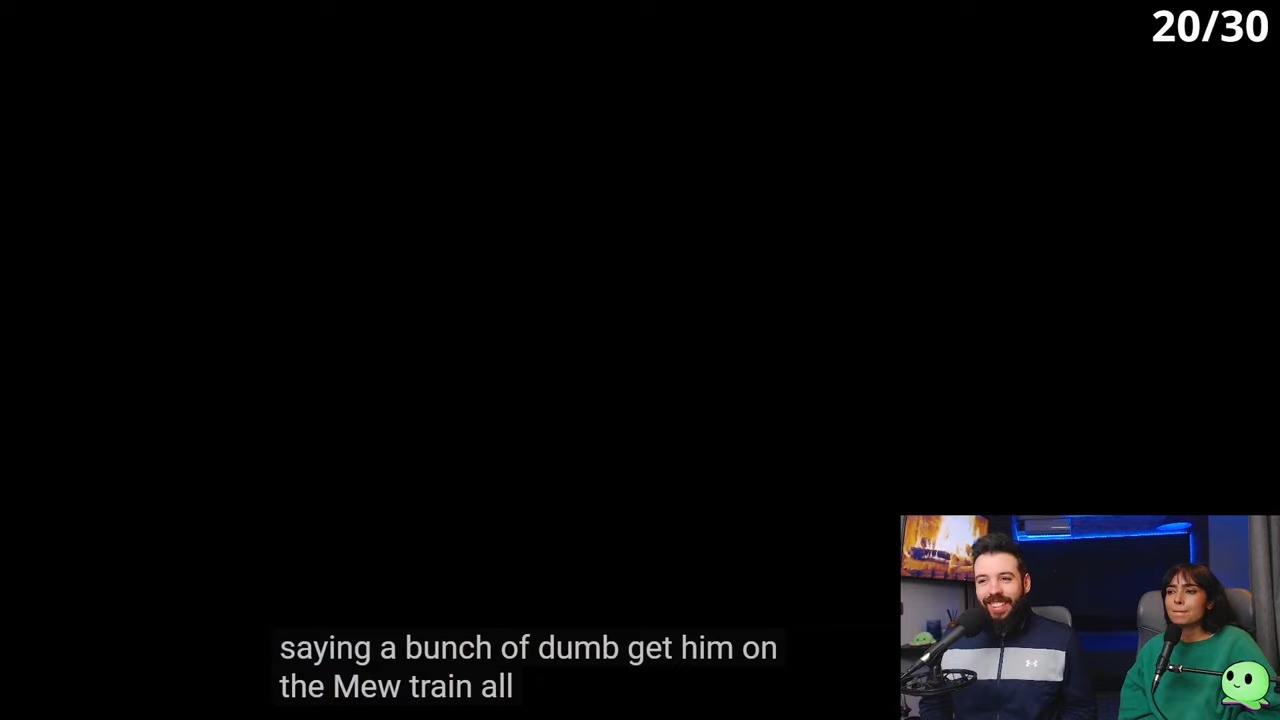 20/30
saying a bunch of dumb get him on
the Mew train all